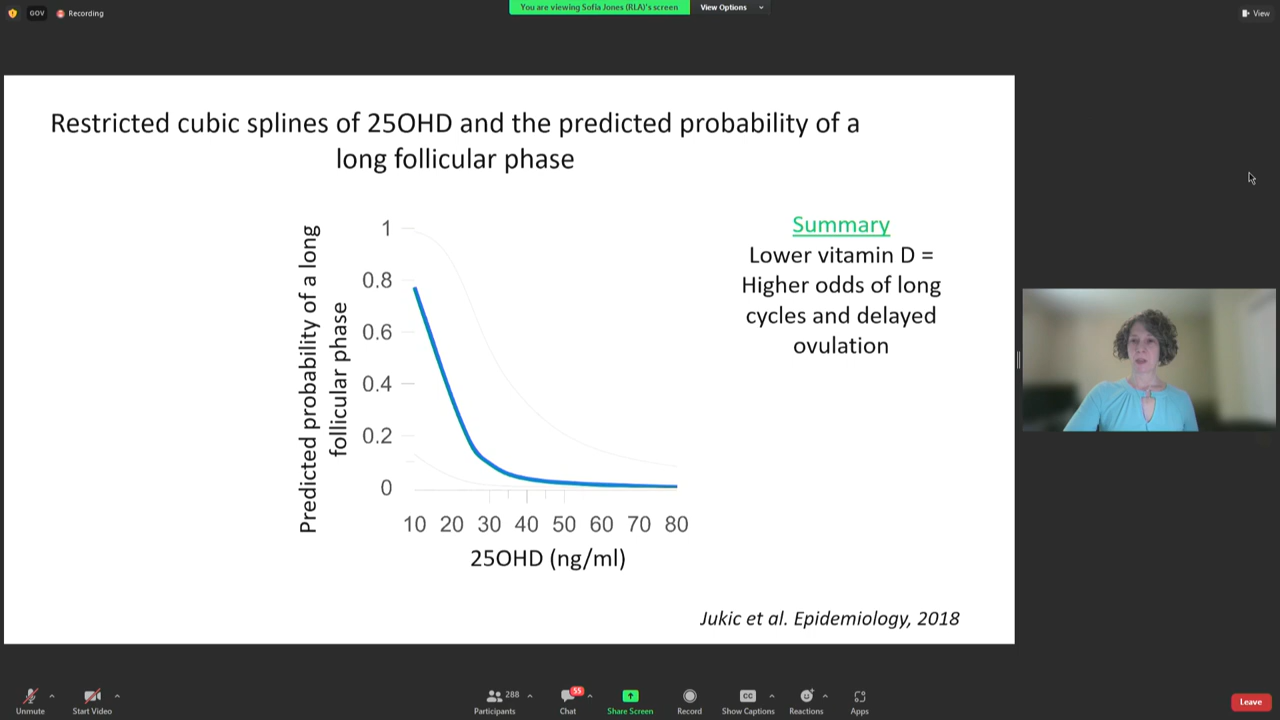 GOV
Recording
You are viewing Sofia Jones (RLA)'s screen
View Options
View
Restricted cubic splines of 25OHD and the predicted probability of a
long follicular phase
Predicted probability of a long
follicular phase
1
0.8
0.6
0.4
0.2
0
10 20 30 40 50 60 70 80
25OHD (ng/ml)
Summary
Lower vitamin D =
Higher odds of long
cycles and delayed
ovulation
Jukic et al. Epidemiology, 2018
Unmute
Start Video
288
Participants
55
Chat
Share Screen
Record
CC
Show Captions
Reactions
Apps
Leave